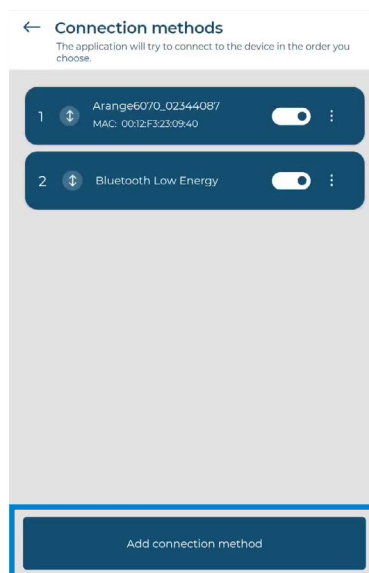 Connection methods
The application will try to connect to the device in the order you
choose.
1
Arange6070_02344087
MAC: 00:12:F3:23:09:40
2
Bluetooth Low Energy
Add connection method